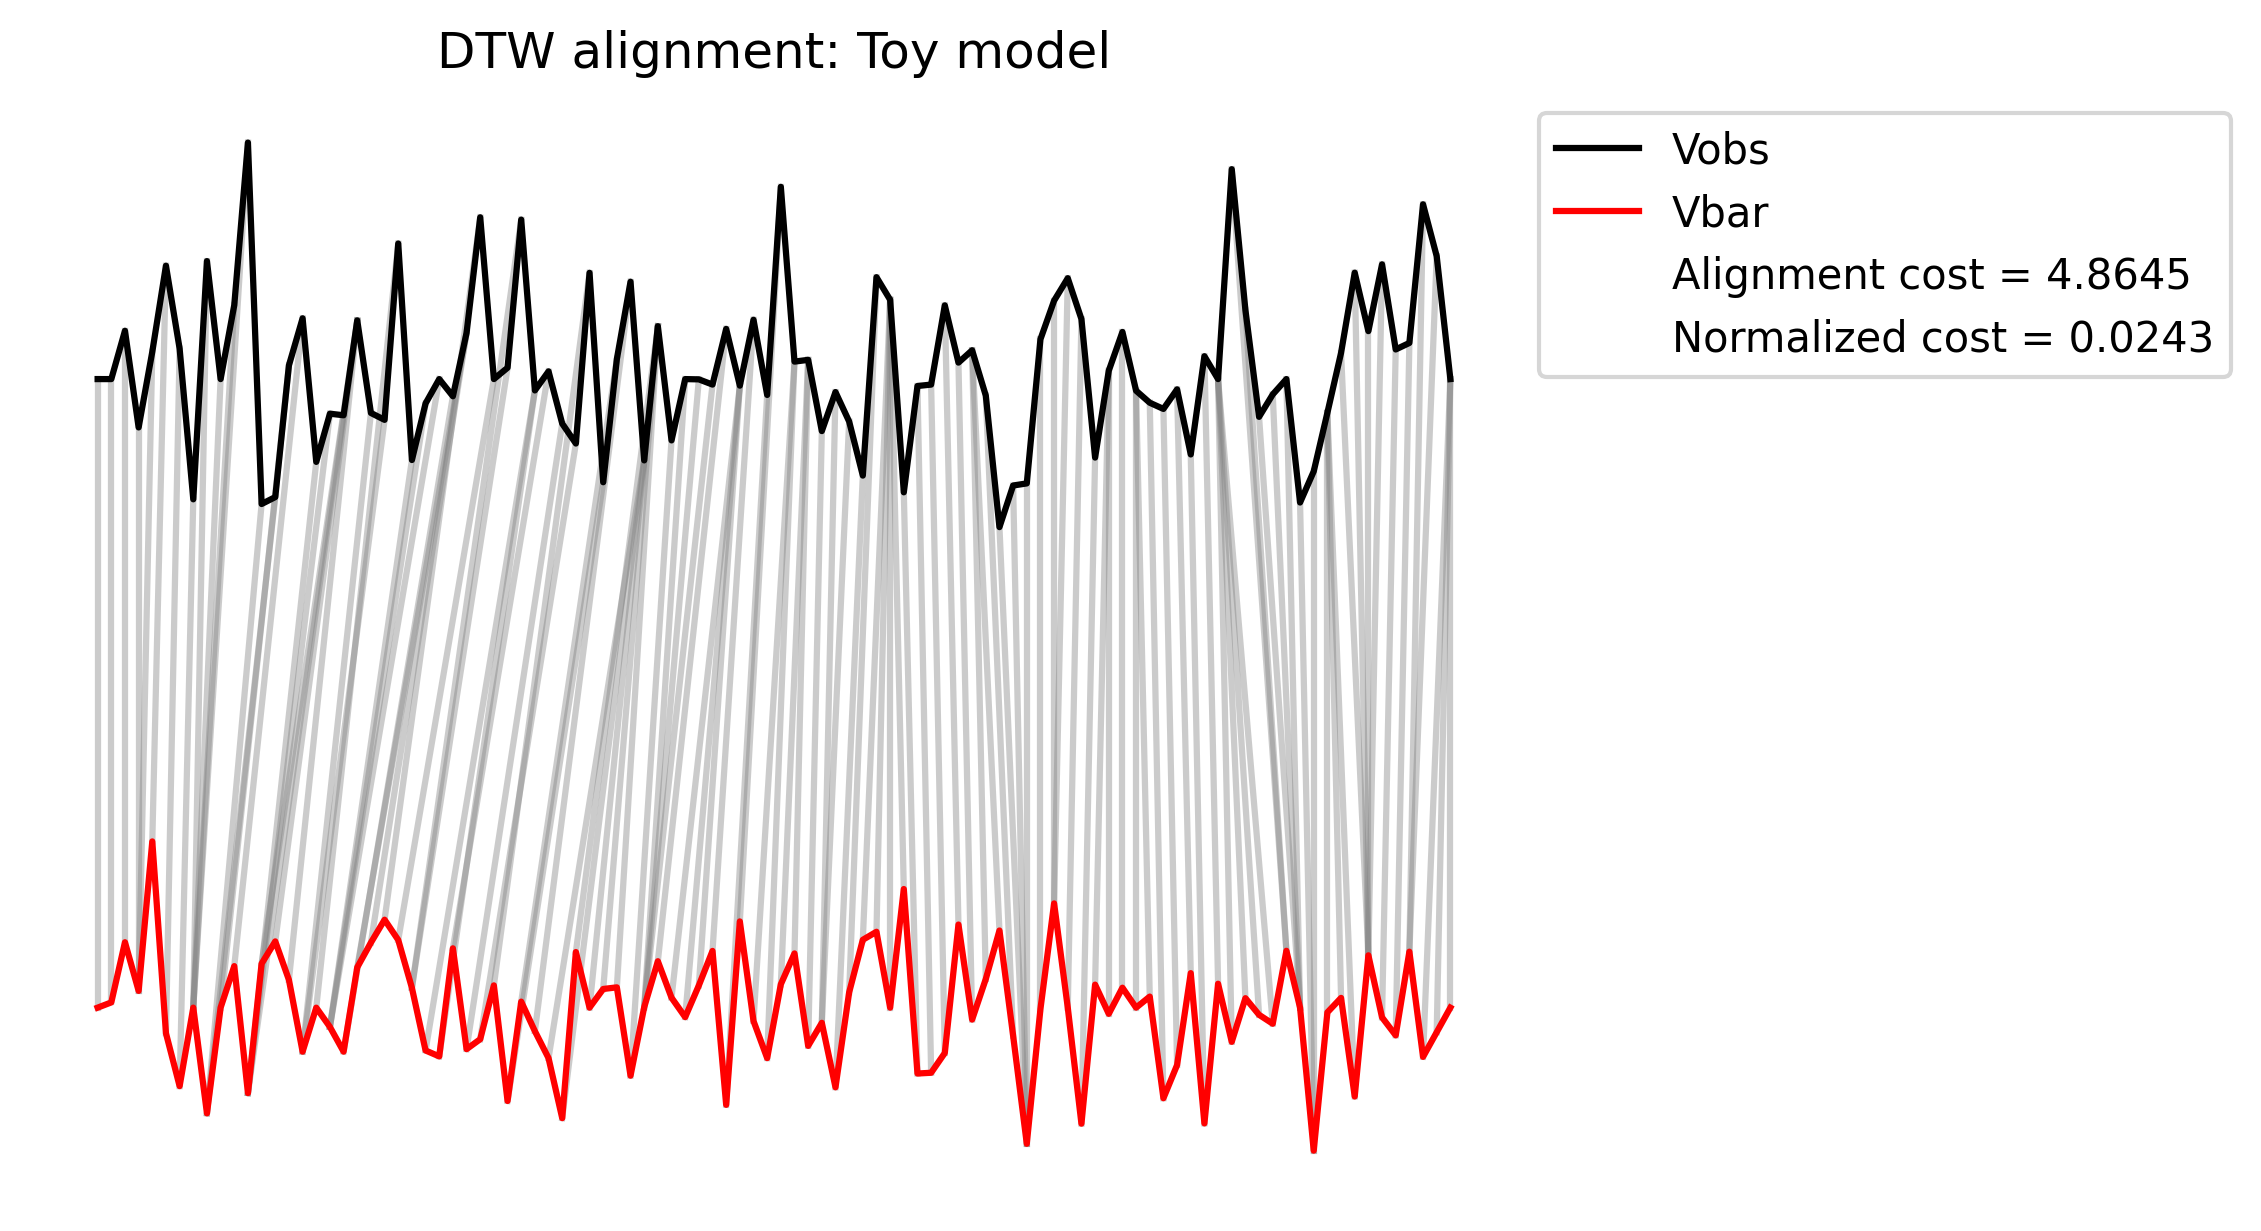 DTW alignment: Toy model
Vobs
Vbar
Alignment cost = 4.8645
Normalized cost = 0.0243